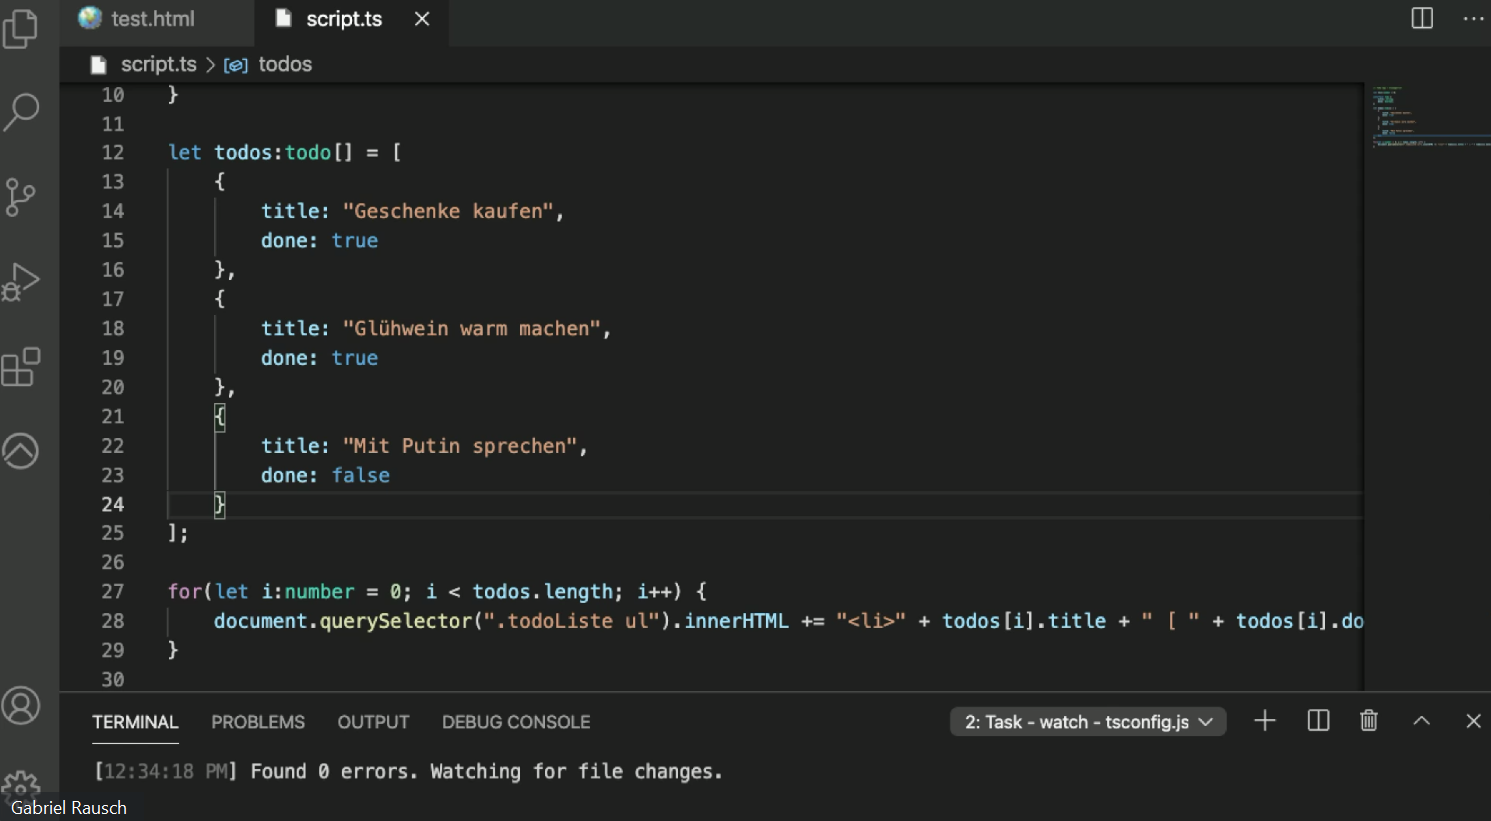 test.html script.ts
script.ts > todos
10 }
11
12 let todos:todo[] = [
13 {
14 title: "Geschenke kaufen",
15 done: true
16 },
17 {
18 title: "Glühwein warm machen",
19 done: true
20 },
21 {
22 title: "Mit Putin sprechen",
23 done: false
24 }
25 ];
26
27 for(let i:number = 0; i < todos.length; i++) {
28 document.querySelector(".todoListe ul").innerHTML += "<li>" + todos[i].title + " [ " + todos[i].do
29 }
30
TERMINAL PROBLEMS OUTPUT DEBUG CONSOLE 2: Task - watch - tsconfig.js
[12:34:18 PM] Found 0 errors. Watching for file changes.
Gabriel Rausch